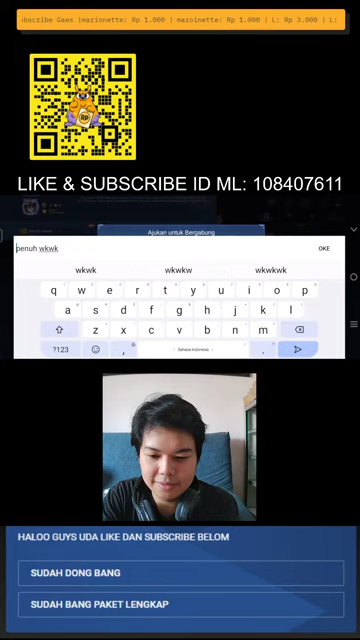 ubscribe Gaes |marionette: Rp 1.000 | mazoinette: Rp 1.000 | L: Rp 3.000 | L:
LIKE & SUBSCRIBE ID ML: 108407611
Ajukan untuk Bergabung
penuh wkwk
OKE
wkwk wkwkw wkwkwk
q w e r t y u i o p
a s d f g h j k l
z x c v b n m
?123 , Bahasa Indonesia .
HALOO GUYS UDA LIKE DAN SUBSCRIBE BELOM
SUDAH DONG BANG
SUDAH BANG PAKET LENGKAP